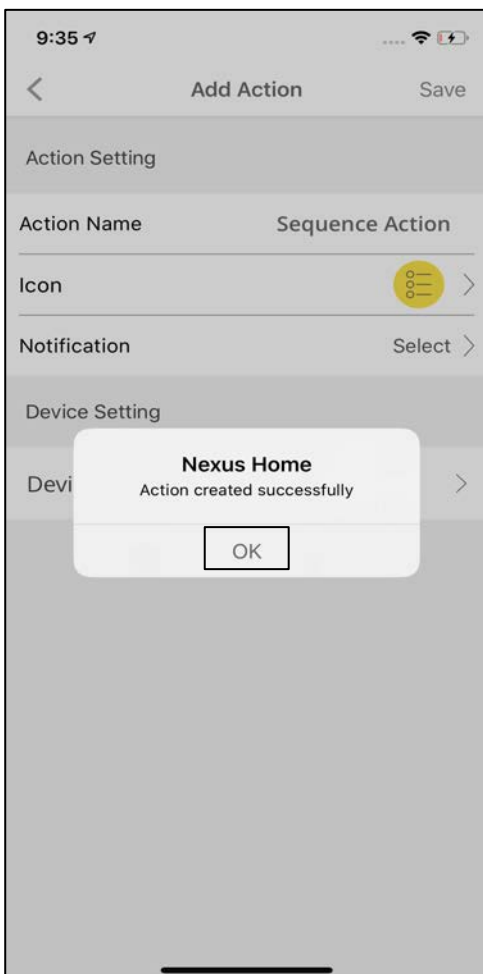 9:35
Add Action Save
Action Setting
Action Name Sequence Action
Icon
Notification Select
Device Setting
Nexus Home
Devi
Action created successfully
OK